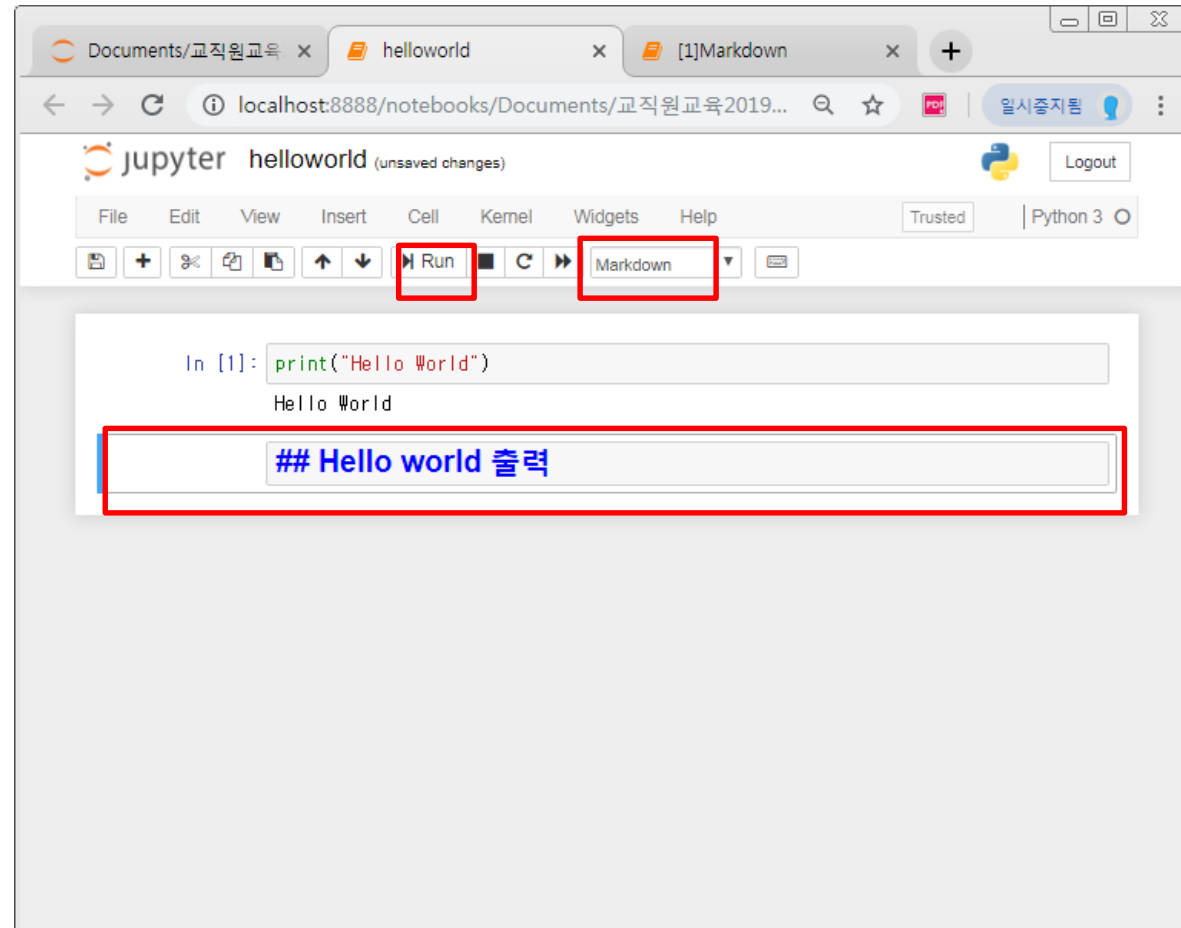 Documents/교직원교육
helloworld
[1]Markdown
localhost:8888/notebooks/Documents/교직원교육2019...
PDF
일시중지됨
jupyter helloworld (unsaved changes)
Logout
File Edit View Insert Cell Kernel Widgets Help
Trusted
Python 3
Run
Markdown
In [1]: print("Hello World")
Hello World
## Hello world 출력